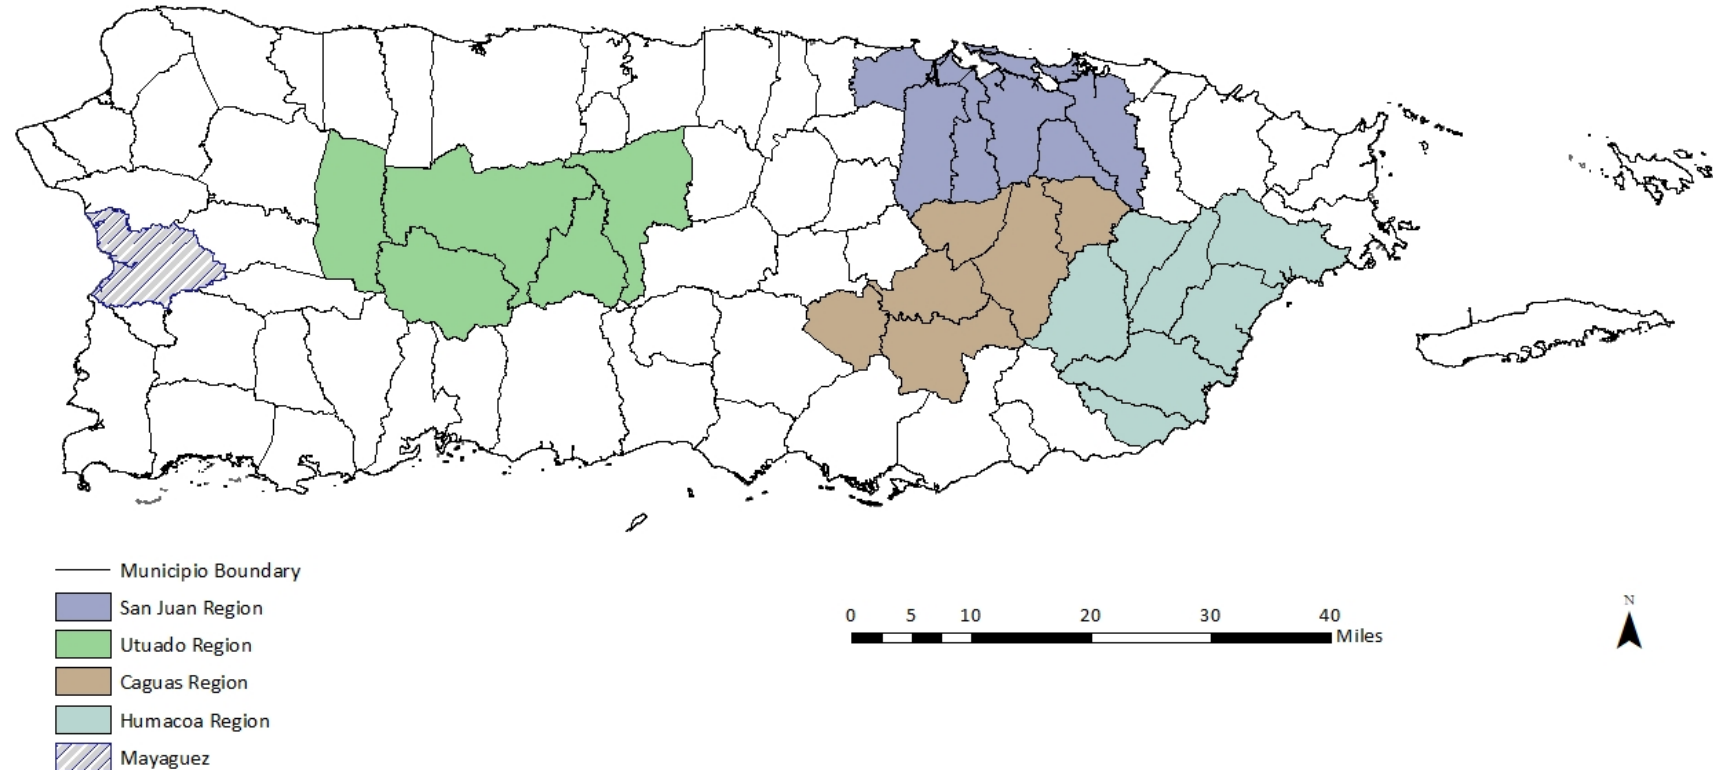 Municipio Boundary
San Juan Region
Utuado Region
Caguas Region
Humacoa Region
Mayaguez
0 5 10 20 30 40
Miles
N